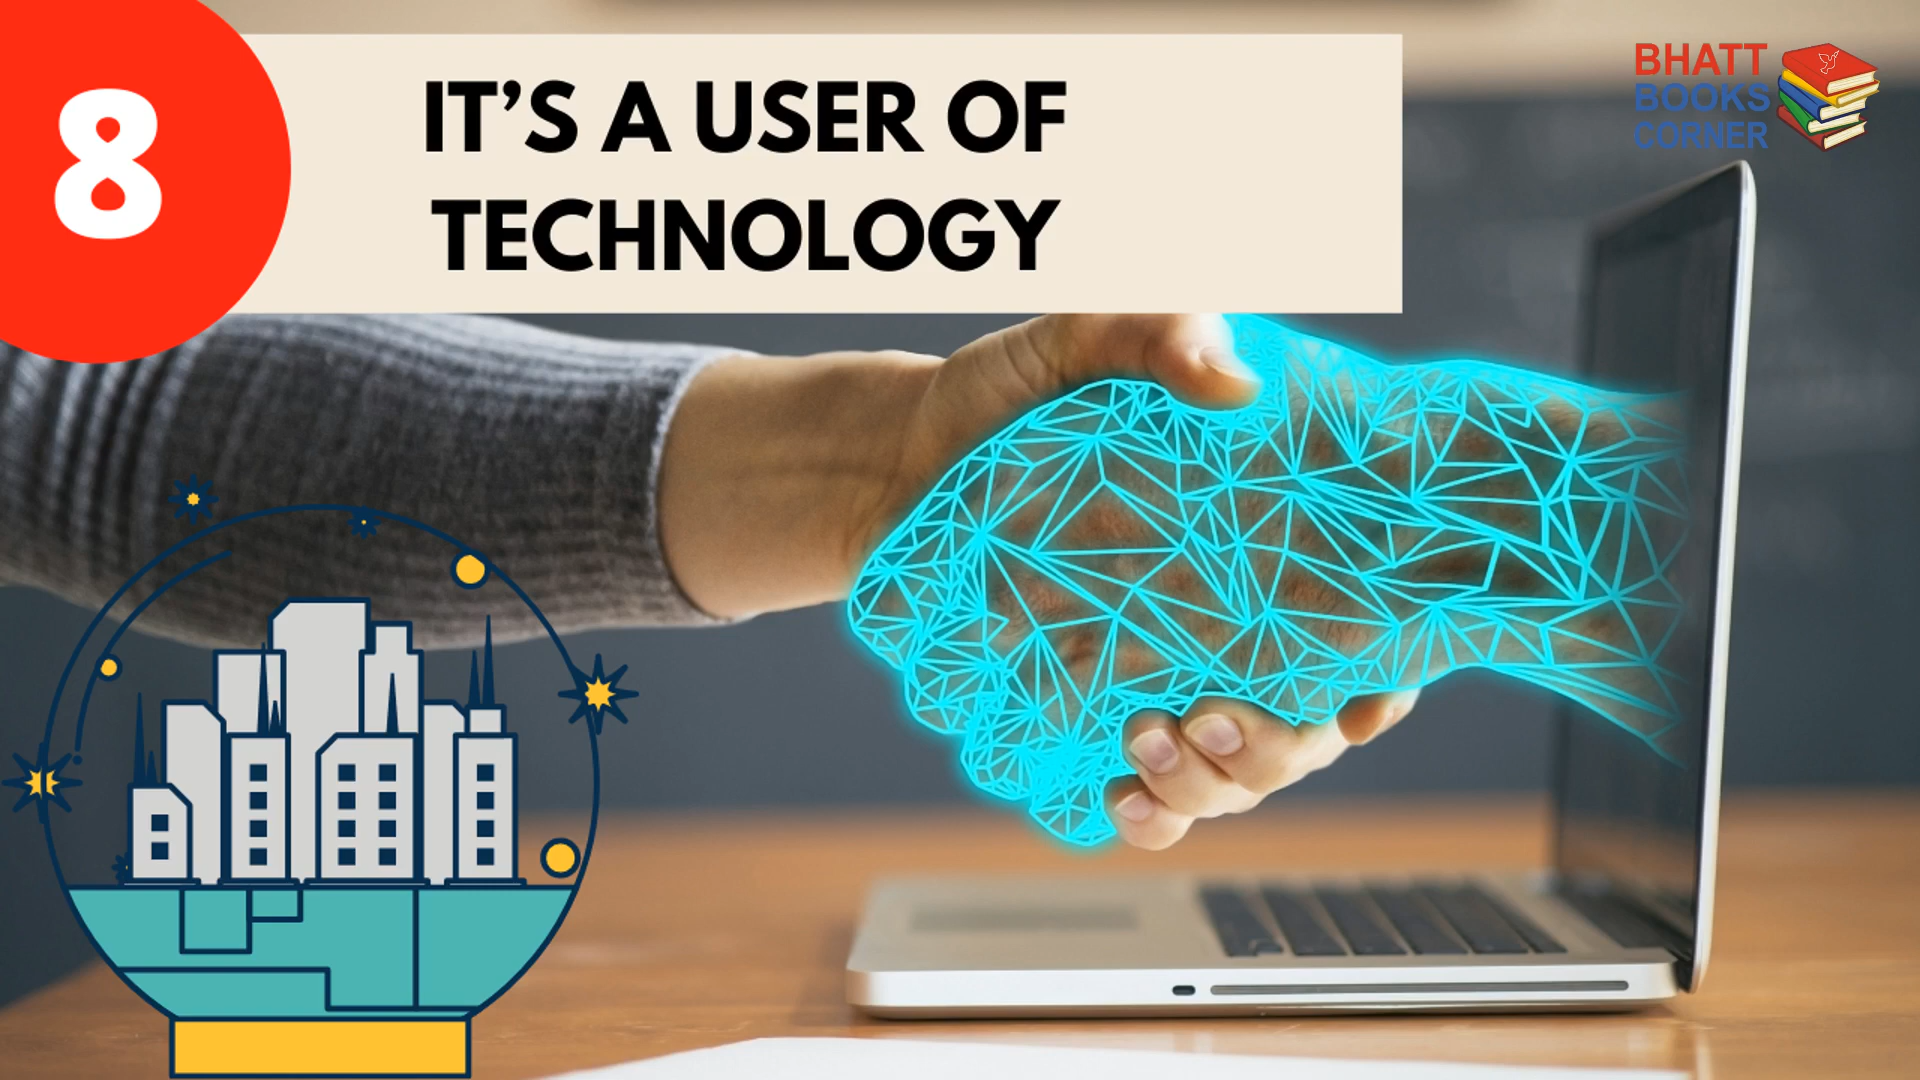 8
IT’S A USER OF
TECHNOLOGY
BHATT
BOOKS
CORNER